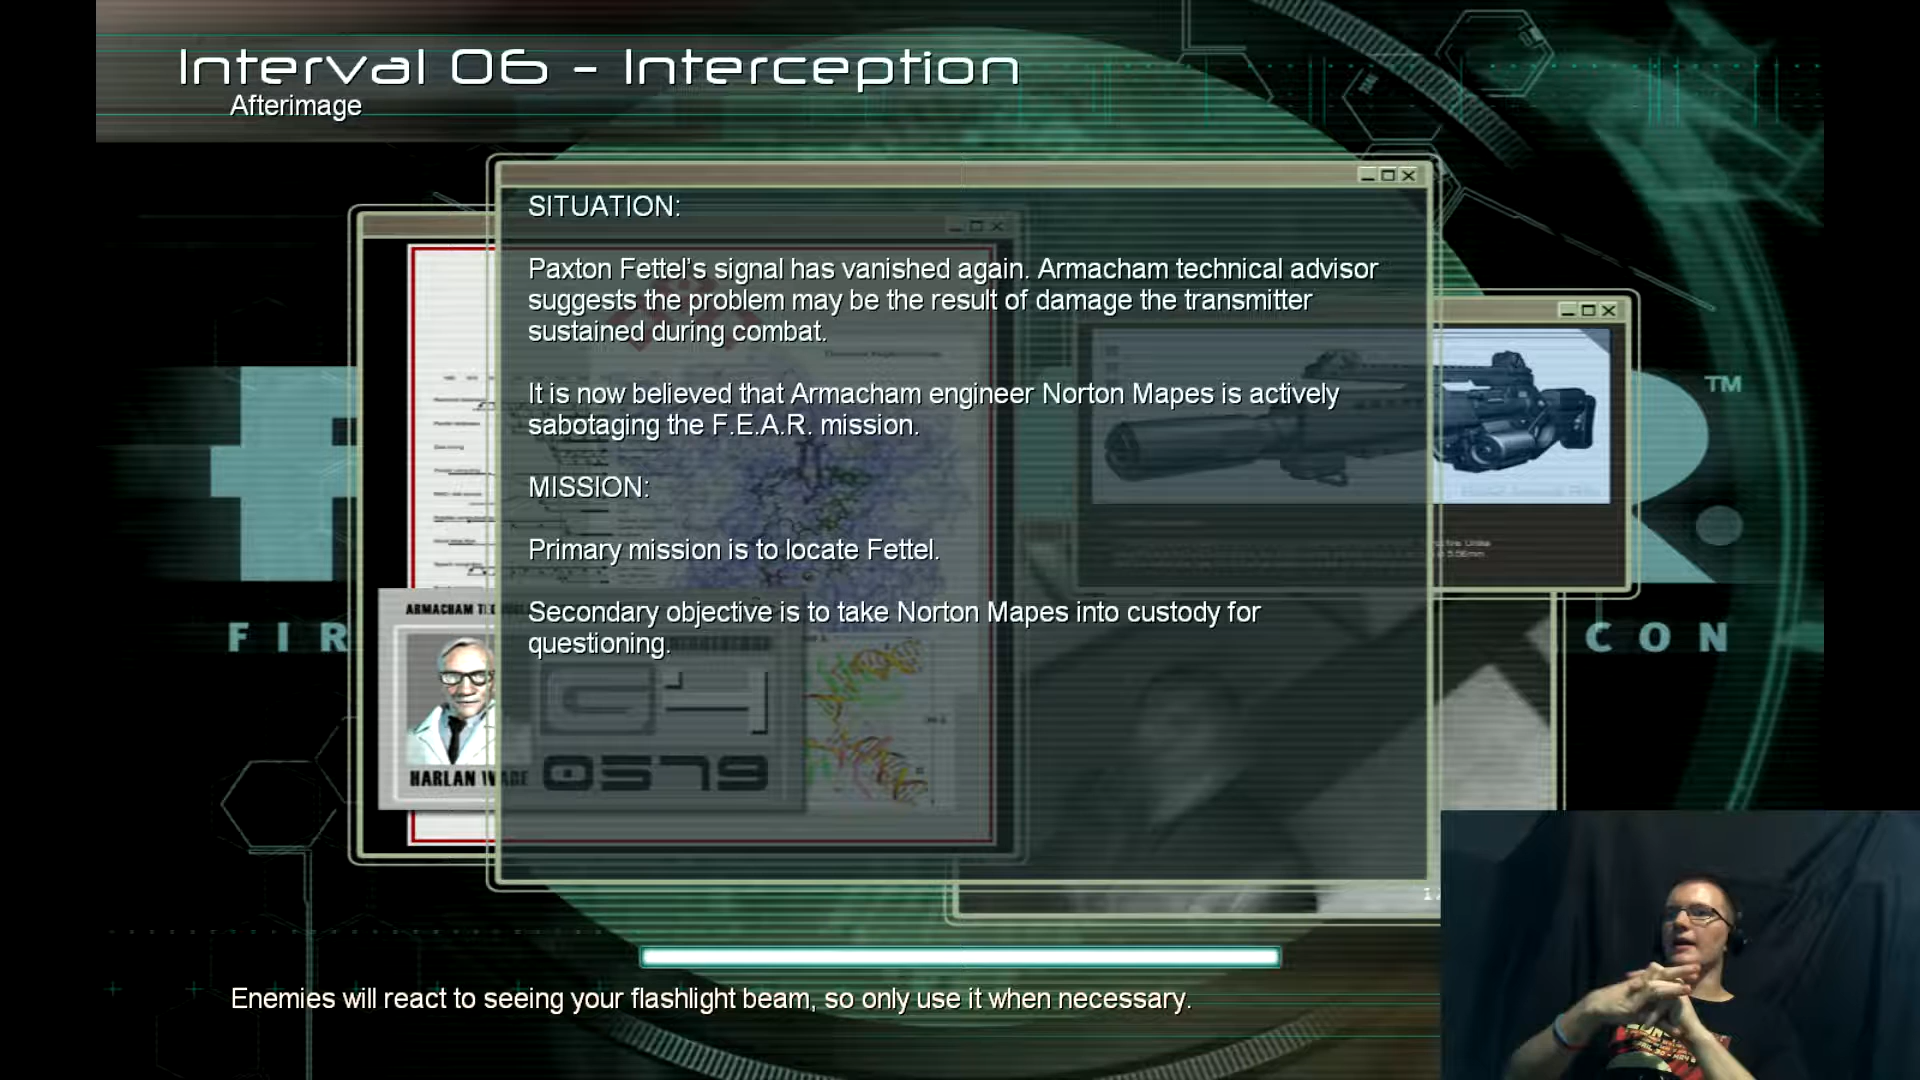 Interval 06 - Interception
Afterimage
SITUATION:
Paxton Fettel's signal has vanished again. Armacham technical advisor
suggests the problem may be the result of damage the transmitter
sustained during combat.
It is now believed that Armacham engineer Norton Mapes is actively
sabotaging the F.E.A.R. mission.
MISSION:
Primary mission is to locate Fettel.
Secondary objective is to take Norton Mapes into custody for
questioning.
TM
FIR
CON
ARMACHAM
HARLAN WADE
G4
0579
Enemies will react to seeing your flashlight beam, so only use it when necessary.